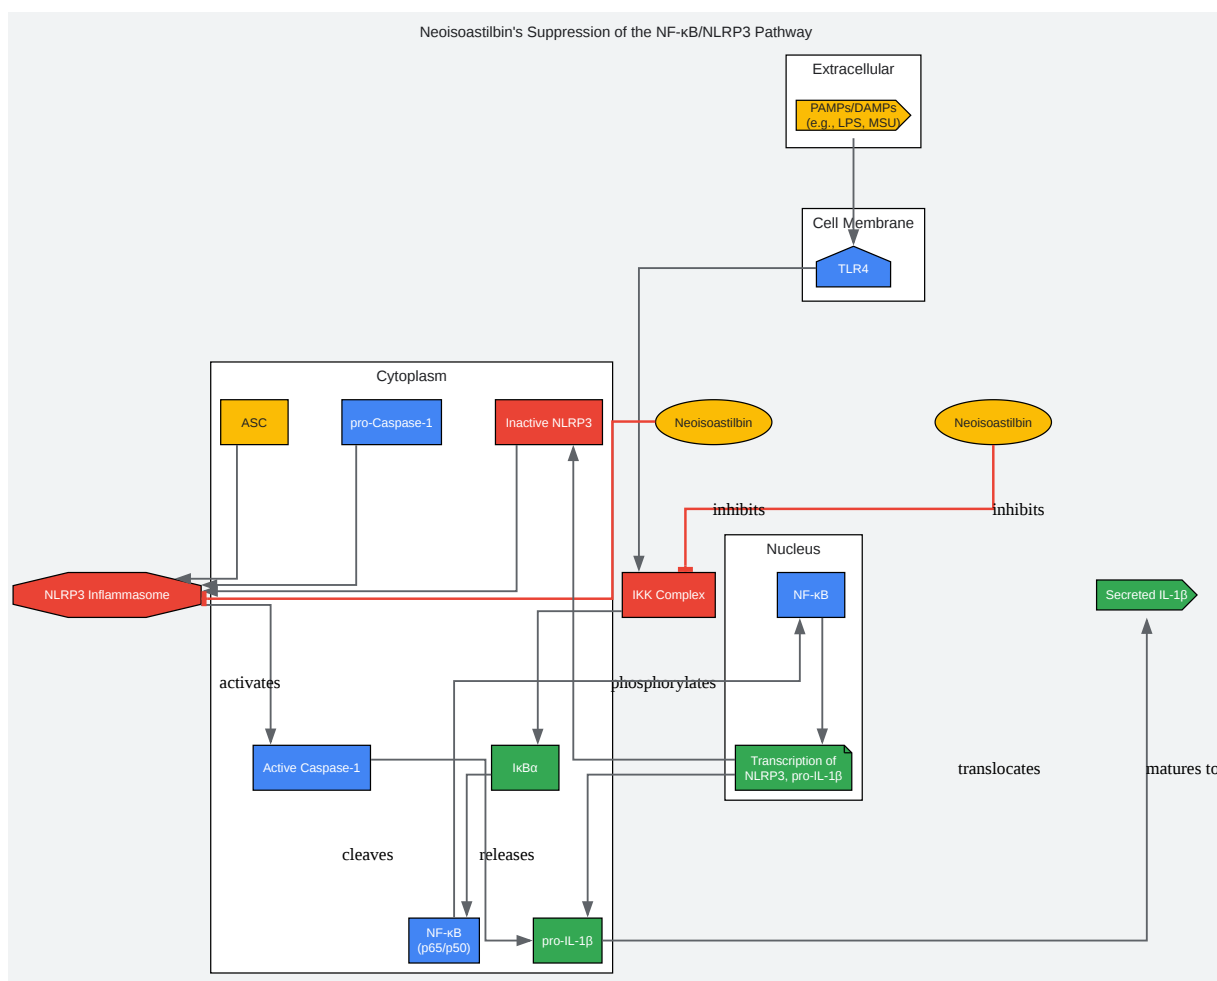 Neoisoastilbin's Suppression of the NF-κB/NLRP3 Pathway
Extracellular
PAMPs/DAMPs
(e.g., LPS, MSU)
Cell Membrane
TLR4
Cytoplasm
ASC
pro-Caspase-1
Inactive NLRP3
Neoisoastilbin
Neoisoastilbin
inhibits
inhibits
Nucleus
NLRP3 Inflammasome
IKK Complex
NF-κB
Secreted IL-1β
activates
phosphorylates
Active Caspase-1
IκBα
Transcription of
NLRP3, pro-IL-1β
translocates
matures to
cleaves
releases
NF-κB
(p65/p50)
pro-IL-1β